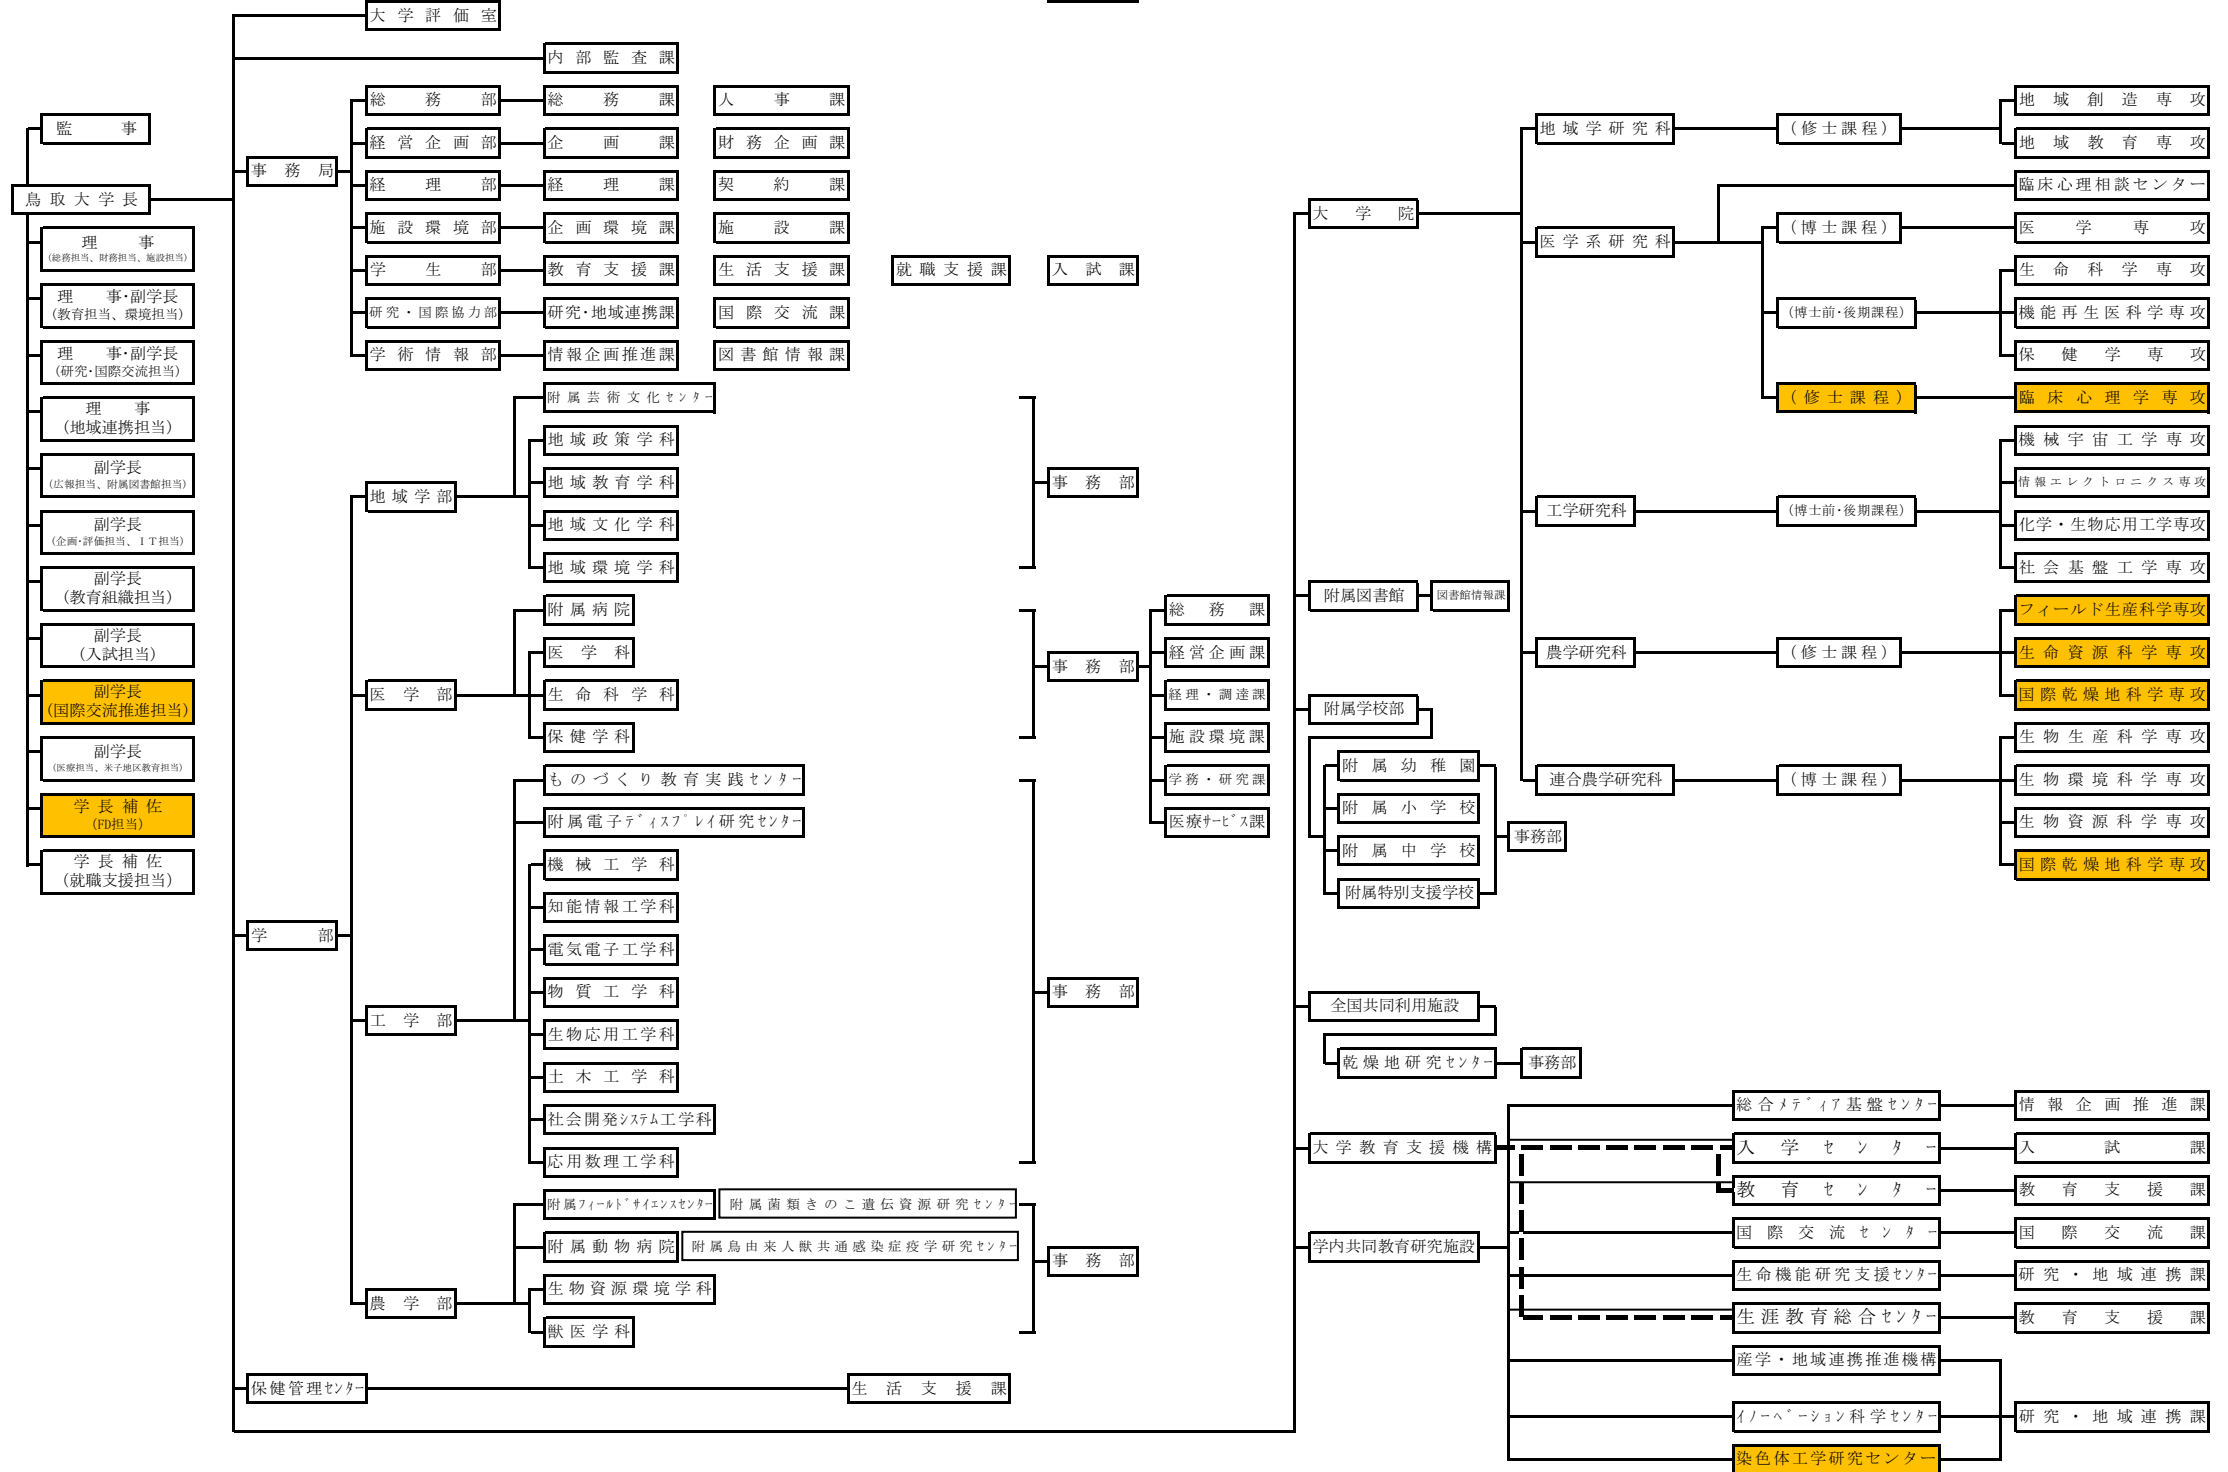 大学評価室
内部監査課
監事
鳥取大学長
理事
(総務担当、財務担当、施設担当)
理事・副学長
(教育担当、環境担当)
理事・副学長
(研究・国際交流担当)
理事
(地域連携担当)
副学長
(広報担当、附属図書館担当)
副学長
(企画・評価担当、ＩＴ担当)
副学長
(教育組織担当)
副学長
(入試担当)
副学長
(国際交流推進担当)
副学長
(医療担当、米子地区教育担当)
学長補佐
(FD担当)
学長補佐
(就職支援担当)
事務局
総務部 総務課 人事課
経営企画部 企画課 財務企画課
経理部 経理課 契約課
施設環境部 企画環境課 施設課
学生部 教育支援課 生活支援課 就職支援課 入試課
研究・国際協力部 研究・地域連携課 国際交流課
学術情報部 情報企画推進課 図書館情報課
学部
地域学部
附属芸術文化センター
地域政策学科
地域教育学科
地域文化学科
地域環境学科
事務部
医学部
附属病院
医学科
生命科学科
保健学科
事務部
総務課
経営企画課
経理・調達課
施設環境課
学務・研究課
医療サービス課
工学部
ものづくり教育実践センター
附属電子ディスプレイ研究センター
機械工学科
知能情報工学科
電気電子工学科
物質工学科
生物応用工学科
土木工学科
社会開発システム工学科
応用数理工学科
事務部
農学部
附属フィールドサイエンスセンター 附属菌類きのこ遺伝資源研究センター
附属動物病院 附属鳥由来人獣共通感染症疫学研究センター
生物資源環境学科
獣医学科
事務部
保健管理センター 生活支援課
大学院
地域学研究科 (修士課程)
地域創造専攻
地域教育専攻
医学系研究科
臨床心理相談センター
(博士課程) 医学専攻
(博士前・後期課程)
生命科学専攻
機能再生医科学専攻
保健学専攻
(修士課程) 臨床心理学専攻
工学研究科 (博士前・後期課程)
機械宇宙工学専攻
情報エレクトロニクス専攻
化学・生物応用工学専攻
社会基盤工学専攻
農学研究科 (修士課程)
フィールド生産科学専攻
生命資源科学専攻
国際乾燥地科学専攻
連合農学研究科 (博士課程)
生物生産科学専攻
生物環境科学専攻
生物資源科学専攻
国際乾燥地科学専攻
附属図書館 図書館情報課
附属学校部
附属幼稚園
附属小学校
附属中学校
附属特別支援学校
事務部
全国共同利用施設
乾燥地研究センター 事務部
大学教育支援機構
学内共同教育研究施設
総合メディア基盤センター 情報企画推進課
入学センター 入試課
教育センター 教育支援課
国際交流センター 国際交流課
生命機能研究支援センター 研究・地域連携課
生涯教育総合センター 教育支援課
産学・地域連携推進機構
イノーベーション科学センター 研究・地域連携課
染色体工学研究センター